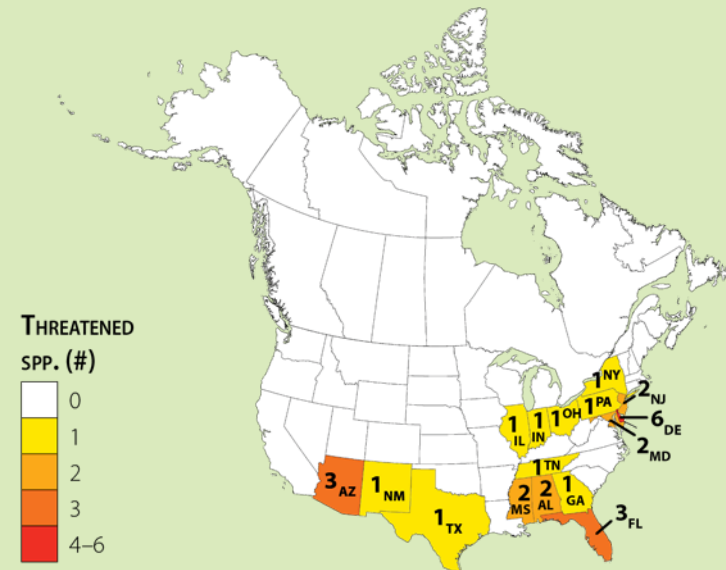 THREATENED
SPP. (#)
0
1
2
3
4–6
1 NY
2 NJ
1 PA
6 DE
1 OH
1 IN
1 IL
2 MD
1 TN
3 AZ
1 NM
1 TX
2 MS
2 AL
1 GA
3 FL